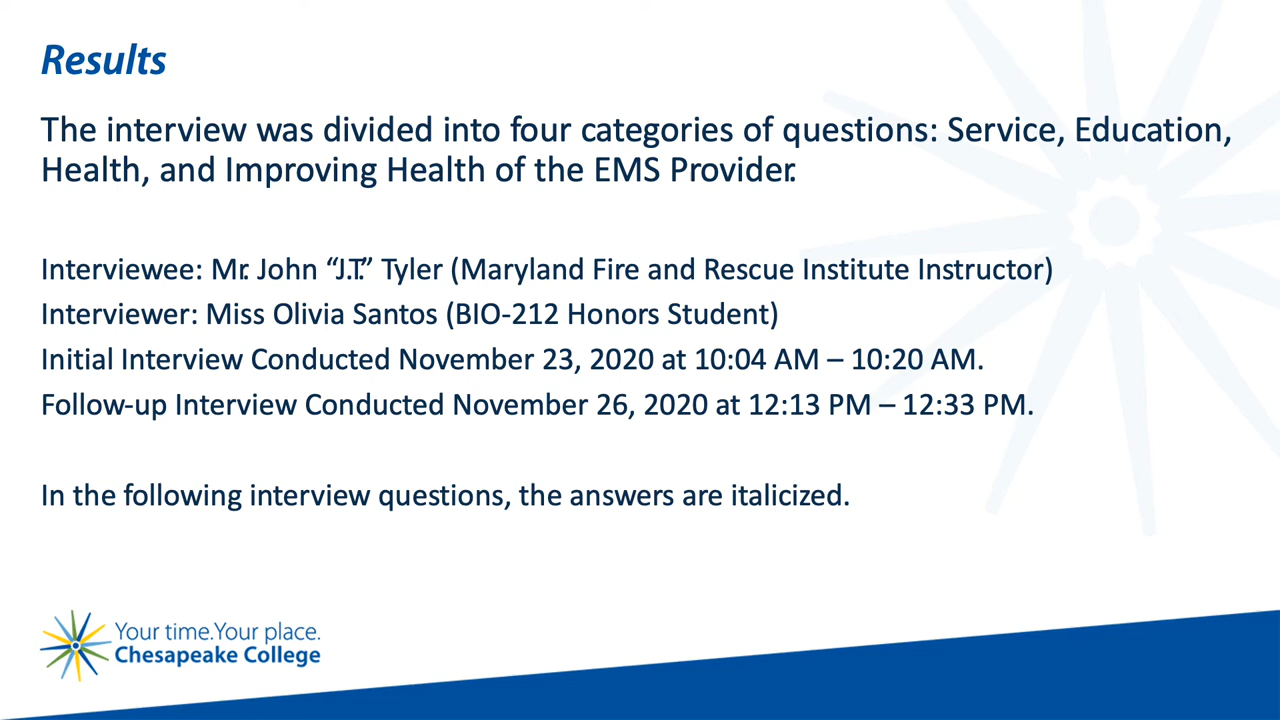 Results
The interview was divided into four categories of questions: Service, Education,
Health, and Improving Health of the EMS Provider.
Interviewee: Mr. John “J.T.” Tyler (Maryland Fire and Rescue Institute Instructor)
Interviewer: Miss Olivia Santos (BIO-212 Honors Student)
Initial Interview Conducted November 23, 2020 at 10:04 AM – 10:20 AM.
Follow-up Interview Conducted November 26, 2020 at 12:13 PM – 12:33 PM.
In the following interview questions, the answers are italicized.
Your time.Your place.
Chesapeake College